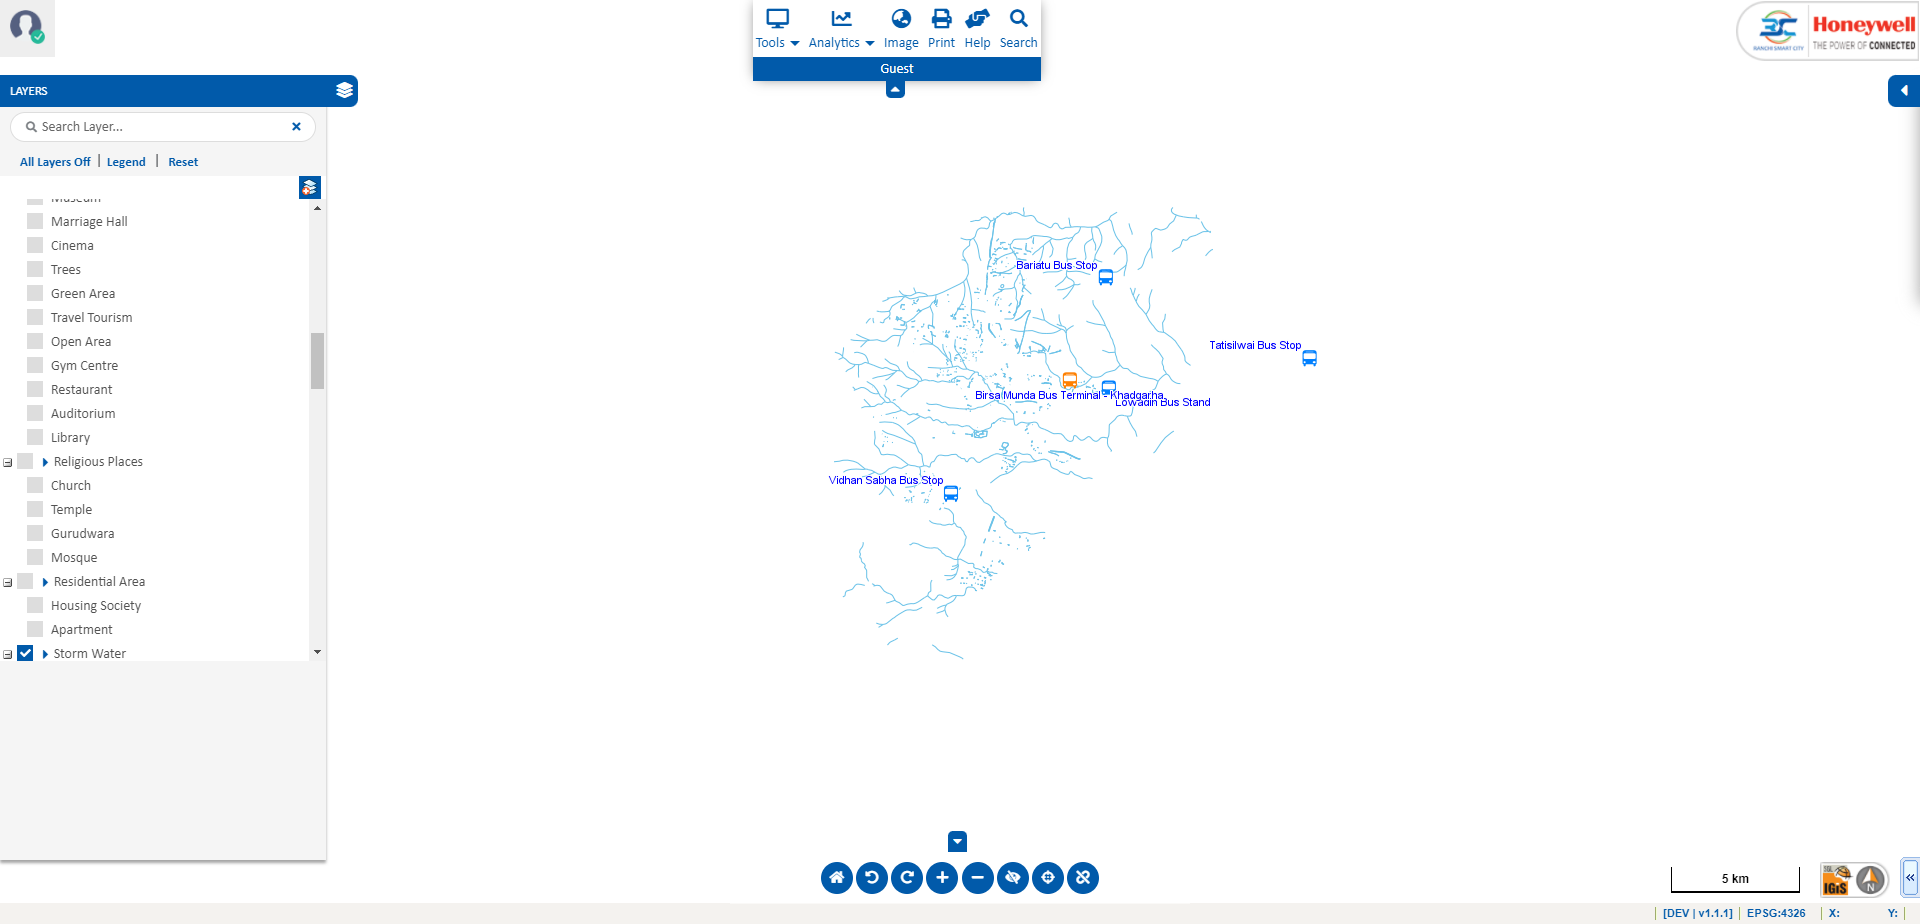 Tools Analytics Image Print Help Search
Guest
RANCHI SMART CITY
Honeywell
THE POWER OF CONNECTED
LAYERS
Search Layer...
All Layers Off | Legend | Reset
Museum
Marriage Hall
Cinema
Trees
Green Area
Travel Tourism
Open Area
Gym Centre
Restaurant
Auditorium
Library
Religious Places
Church
Temple
Gurudwara
Mosque
Residential Area
Housing Society
Apartment
Storm Water
Bariatu Bus Stop
Tatisilwai Bus Stop
Birsa Munda Bus Terminal - Khadgarha
Lowadih Bus Stand
Vidhan Sabha Bus Stop
5 km
IGiS
N
[DEV | v1.1.1] EPSG:4326 X: Y: